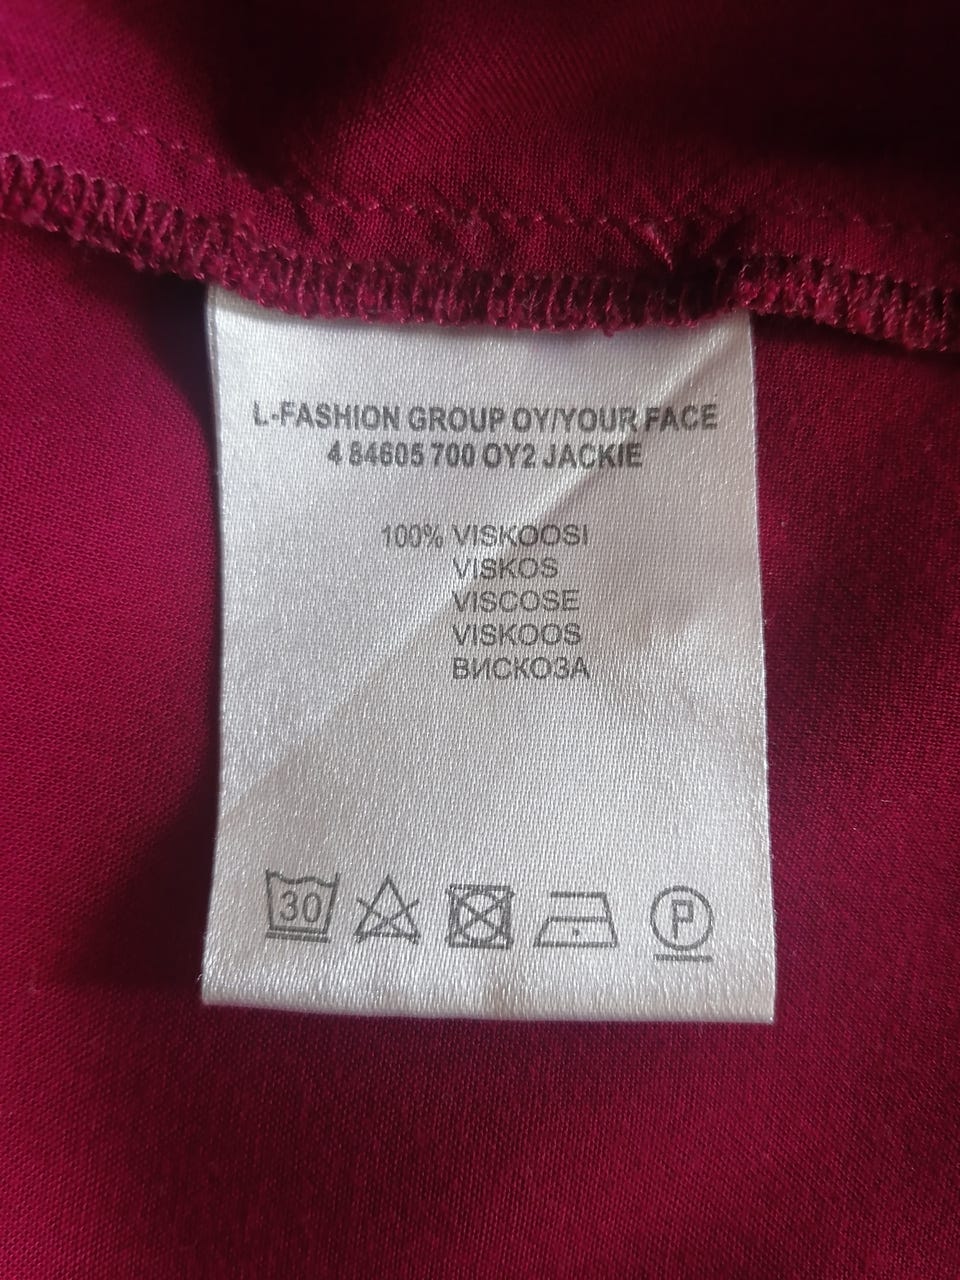 L-FASHION GROUP OY/YOUR FACE
4 84605 700 OY2 JACKIE
100% VISKOOSI
VISKOS
VISCOSE
VISKOOS
ВИСКОЗА
30 P